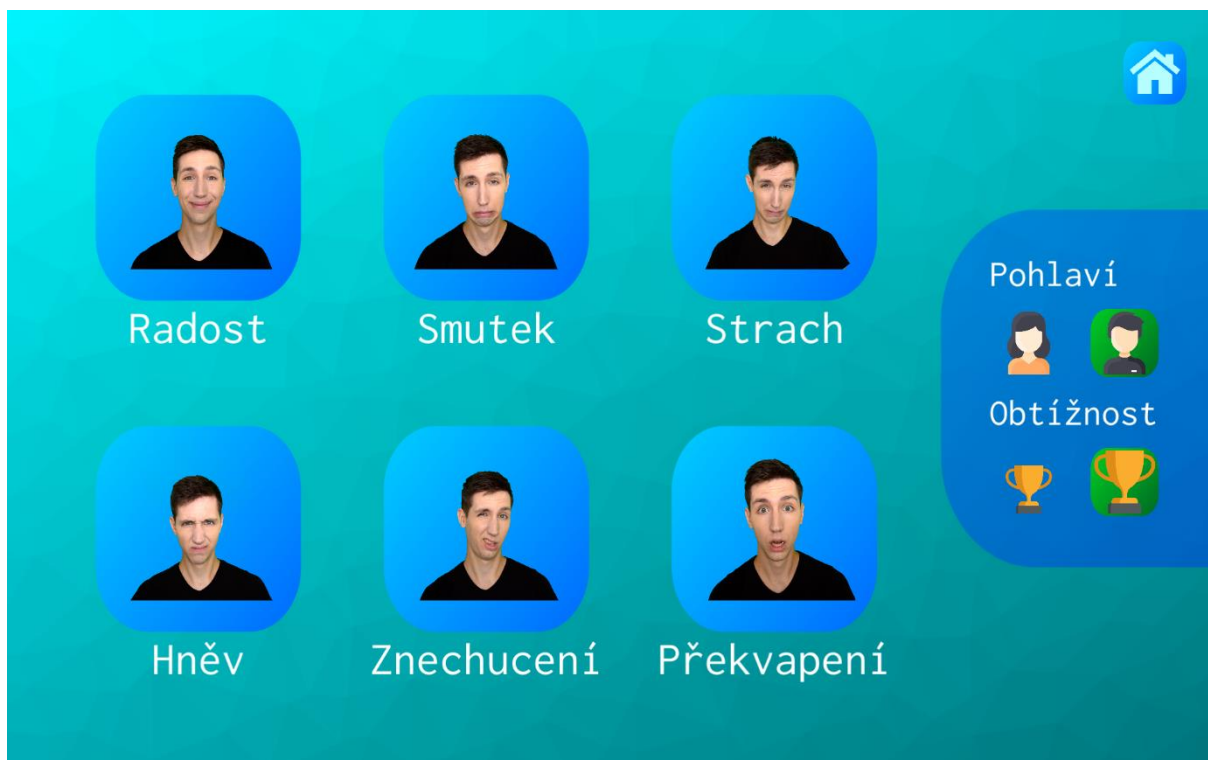 Radost
Smutek
Strach
Pohlaví
Obtížnost
Hněv
Znechucení
Překvapení